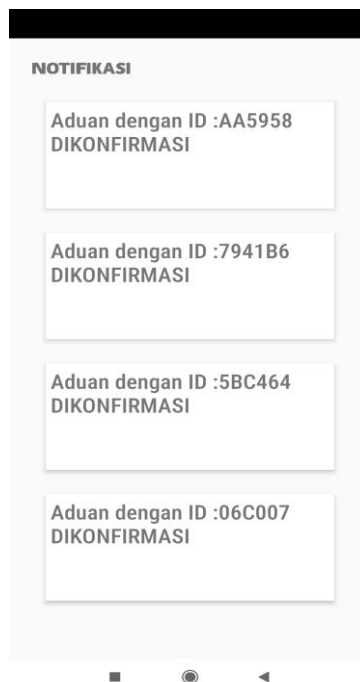 NOTIFIKASI
Aduan dengan ID :AA5958
DIKONFIRMASI
Aduan dengan ID :7941B6
DIKONFIRMASI
Aduan dengan ID :5BC464
DIKONFIRMASI
Aduan dengan ID :06C007
DIKONFIRMASI